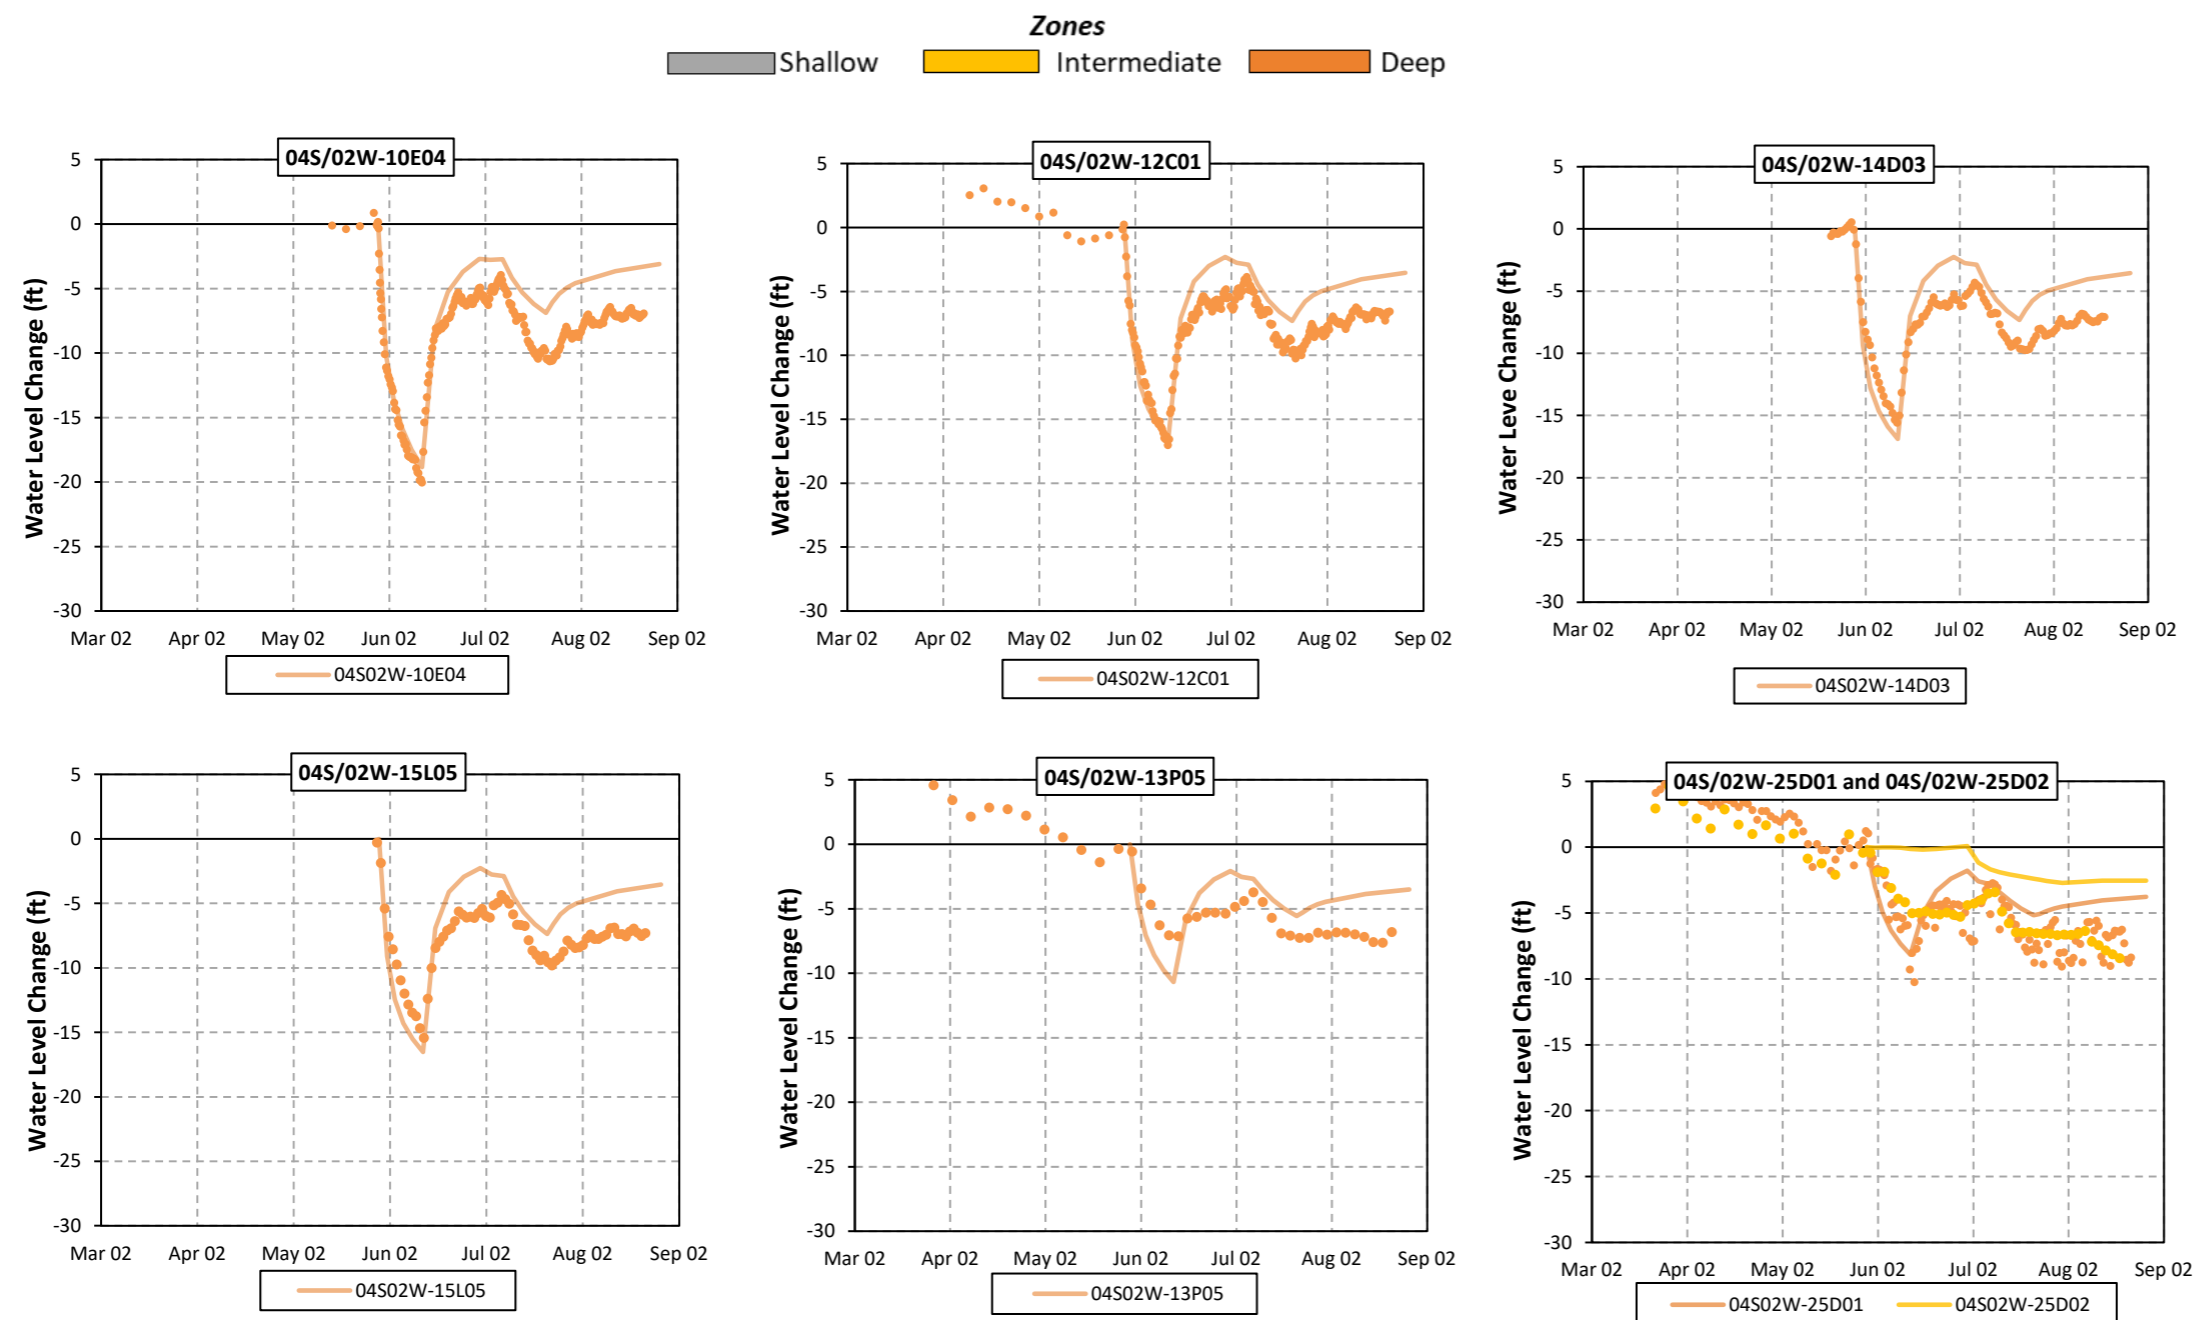 Zones
Shallow Intermediate Deep
04S/02W-10E04
Water Level Change (ft)
5
0
-5
-10
-15
-20
-25
-30
Mar 02 Apr 02 May 02 Jun 02 Jul 02 Aug 02 Sep 02
04S02W-10E04
04S/02W-12C01
Water Level Change (ft)
5
0
-5
-10
-15
-20
-25
-30
Mar 02 Apr 02 May 02 Jun 02 Jul 02 Aug 02 Sep 02
04S02W-12C01
04S/02W-14D03
Water Leve Change (ft)
5
0
-5
-10
-15
-20
-25
-30
Mar 02 Apr 02 May 02 Jun 02 Jul 02 Aug 02 Sep 02
04S02W-14D03
04S/02W-15L05
Water Level Change (ft)
5
0
-5
-10
-15
-20
-25
-30
Mar 02 Apr 02 May 02 Jun 02 Jul 02 Aug 02 Sep 02
04S02W-15L05
04S/02W-13P05
Water Level Change (ft)
5
0
-5
-10
-15
-20
-25
-30
Mar 02 Apr 02 May 02 Jun 02 Jul 02 Aug 02 Sep 02
04S02W-13P05
04S/02W-25D01 and 04S/02W-25D02
Water Level Change (ft)
5
0
-5
-10
-15
-20
-25
-30
Mar 02 Apr 02 May 02 Jun 02 Jul 02 Aug 02 Sep 02
04S02W-25D01 04S02W-25D02